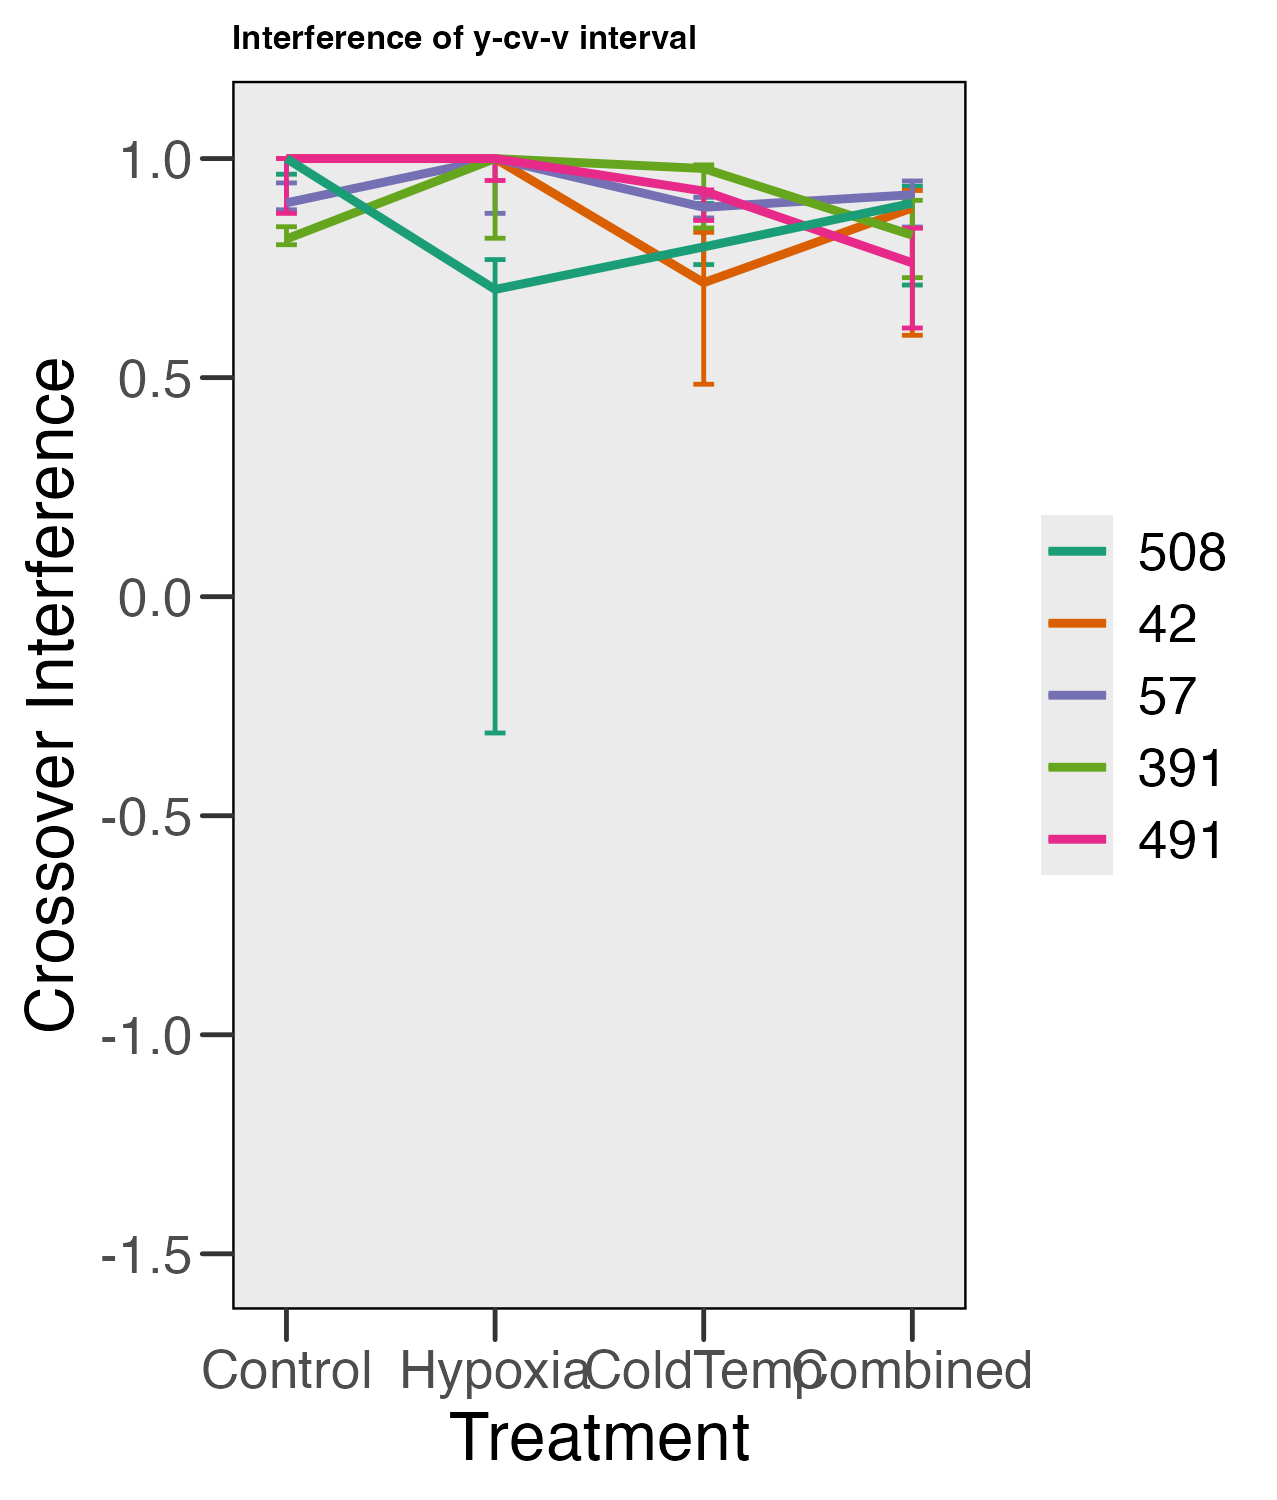 Interference of y-cv-v interval
Crossover Interference
1.0
0.5
0.0
-0.5
-1.0
-1.5
Control Hypoxia ColdTemp Combined
Treatment
508
42
57
391
491